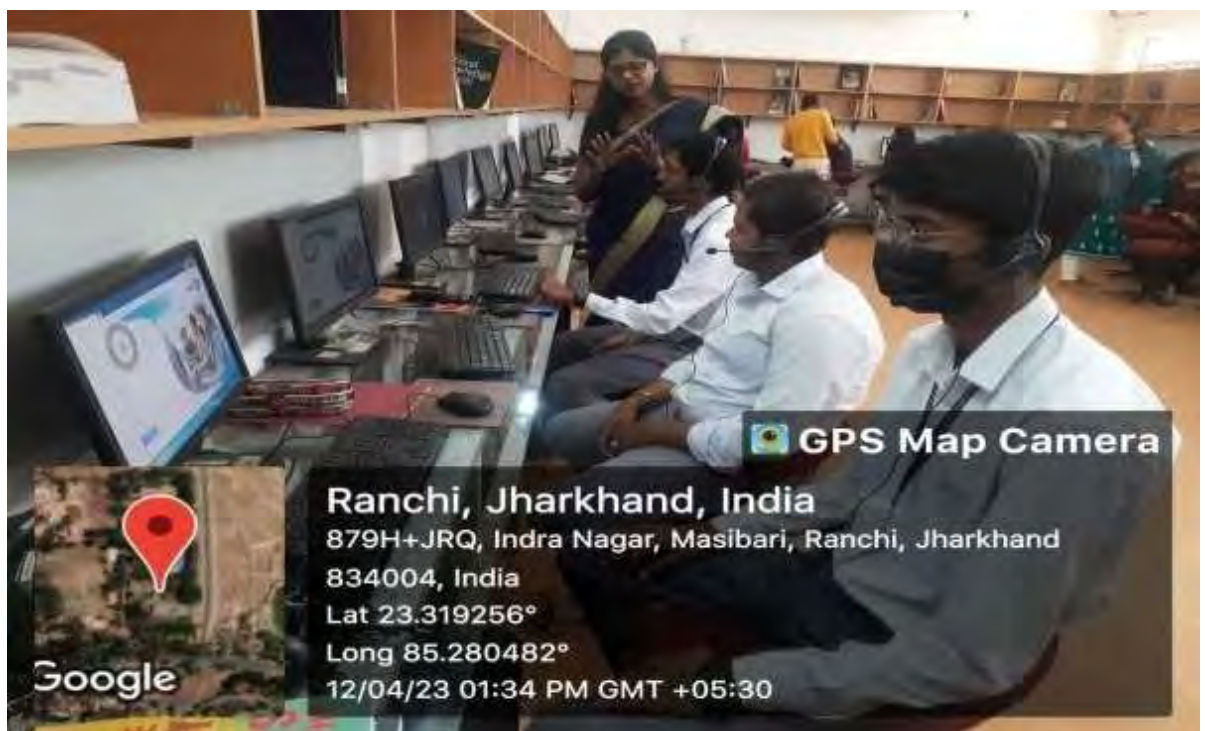 GPS Map Camera
Ranchi, Jharkhand, India
879H+JRQ, Indra Nagar, Masibari, Ranchi, Jharkhand
834004, India
Lat 23.319256°
Long 85.280482°
12/04/23 01:34 PM GMT +05:30
Google